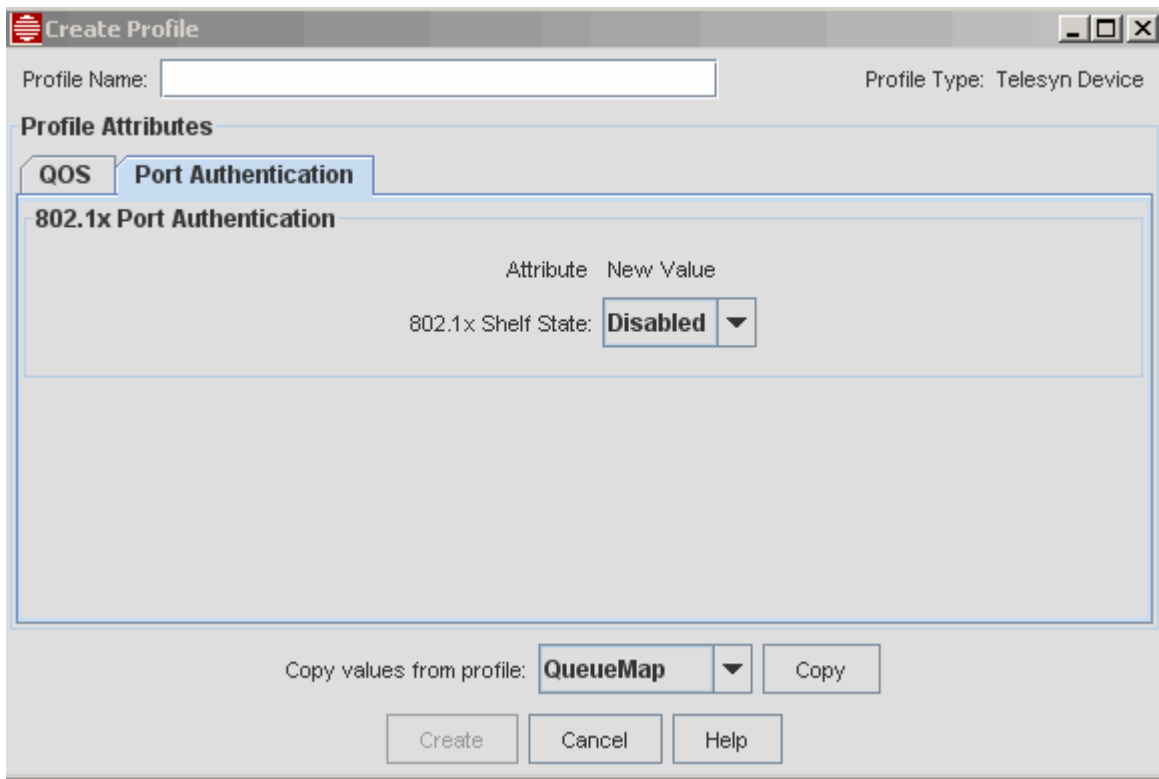 Create Profile
Profile Name: Profile Type: Telesyn Device
Profile Attributes
QOS Port Authentication
802.1x Port Authentication
Attribute New Value
802.1x Shelf State: Disabled
Copy values from profile: QueueMap Copy
Create Cancel Help